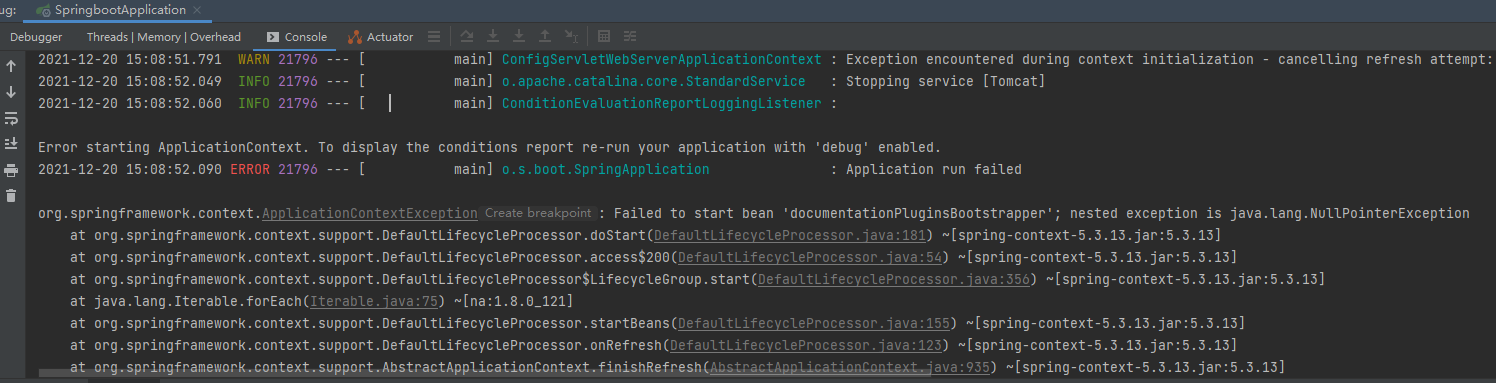 ug: SpringbootApplication ×
Debugger Threads | Memory | Overhead Console Actuator
2021-12-20 15:08:51.791  WARN 21796 --- [           main] ConfigServletWebServerApplicationContext : Exception encountered during context initialization - cancelling refresh attempt:
2021-12-20 15:08:52.049  INFO 21796 --- [           main] o.apache.catalina.core.StandardService   : Stopping service [Tomcat]
2021-12-20 15:08:52.060  INFO 21796 --- [           main] ConditionEvaluationReportLoggingListener :
Error starting ApplicationContext. To display the conditions report re-run your application with 'debug' enabled.
2021-12-20 15:08:52.090 ERROR 21796 --- [           main] o.s.boot.SpringApplication               : Application run failed
org.springframework.context.ApplicationContextException Create breakpoint : Failed to start bean 'documentationPluginsBootstrapper'; nested exception is java.lang.NullPointerException
at org.springframework.context.support.DefaultLifecycleProcessor.doStart(DefaultLifecycleProcessor.java:181) ~[spring-context-5.3.13.jar:5.3.13]
at org.springframework.context.support.DefaultLifecycleProcessor.access$200(DefaultLifecycleProcessor.java:54) ~[spring-context-5.3.13.jar:5.3.13]
at org.springframework.context.support.DefaultLifecycleProcessor$LifecycleGroup.start(DefaultLifecycleProcessor.java:356) ~[spring-context-5.3.13.jar:5.3.13]
at java.lang.Iterable.forEach(Iterable.java:75) ~[na:1.8.0_121]
at org.springframework.context.support.DefaultLifecycleProcessor.startBeans(DefaultLifecycleProcessor.java:155) ~[spring-context-5.3.13.jar:5.3.13]
at org.springframework.context.support.DefaultLifecycleProcessor.onRefresh(DefaultLifecycleProcessor.java:123) ~[spring-context-5.3.13.jar:5.3.13]
at org.springframework.context.support.AbstractApplicationContext.finishRefresh(AbstractApplicationContext.java:935) ~[spring-context-5.3.13.jar:5.3.13]